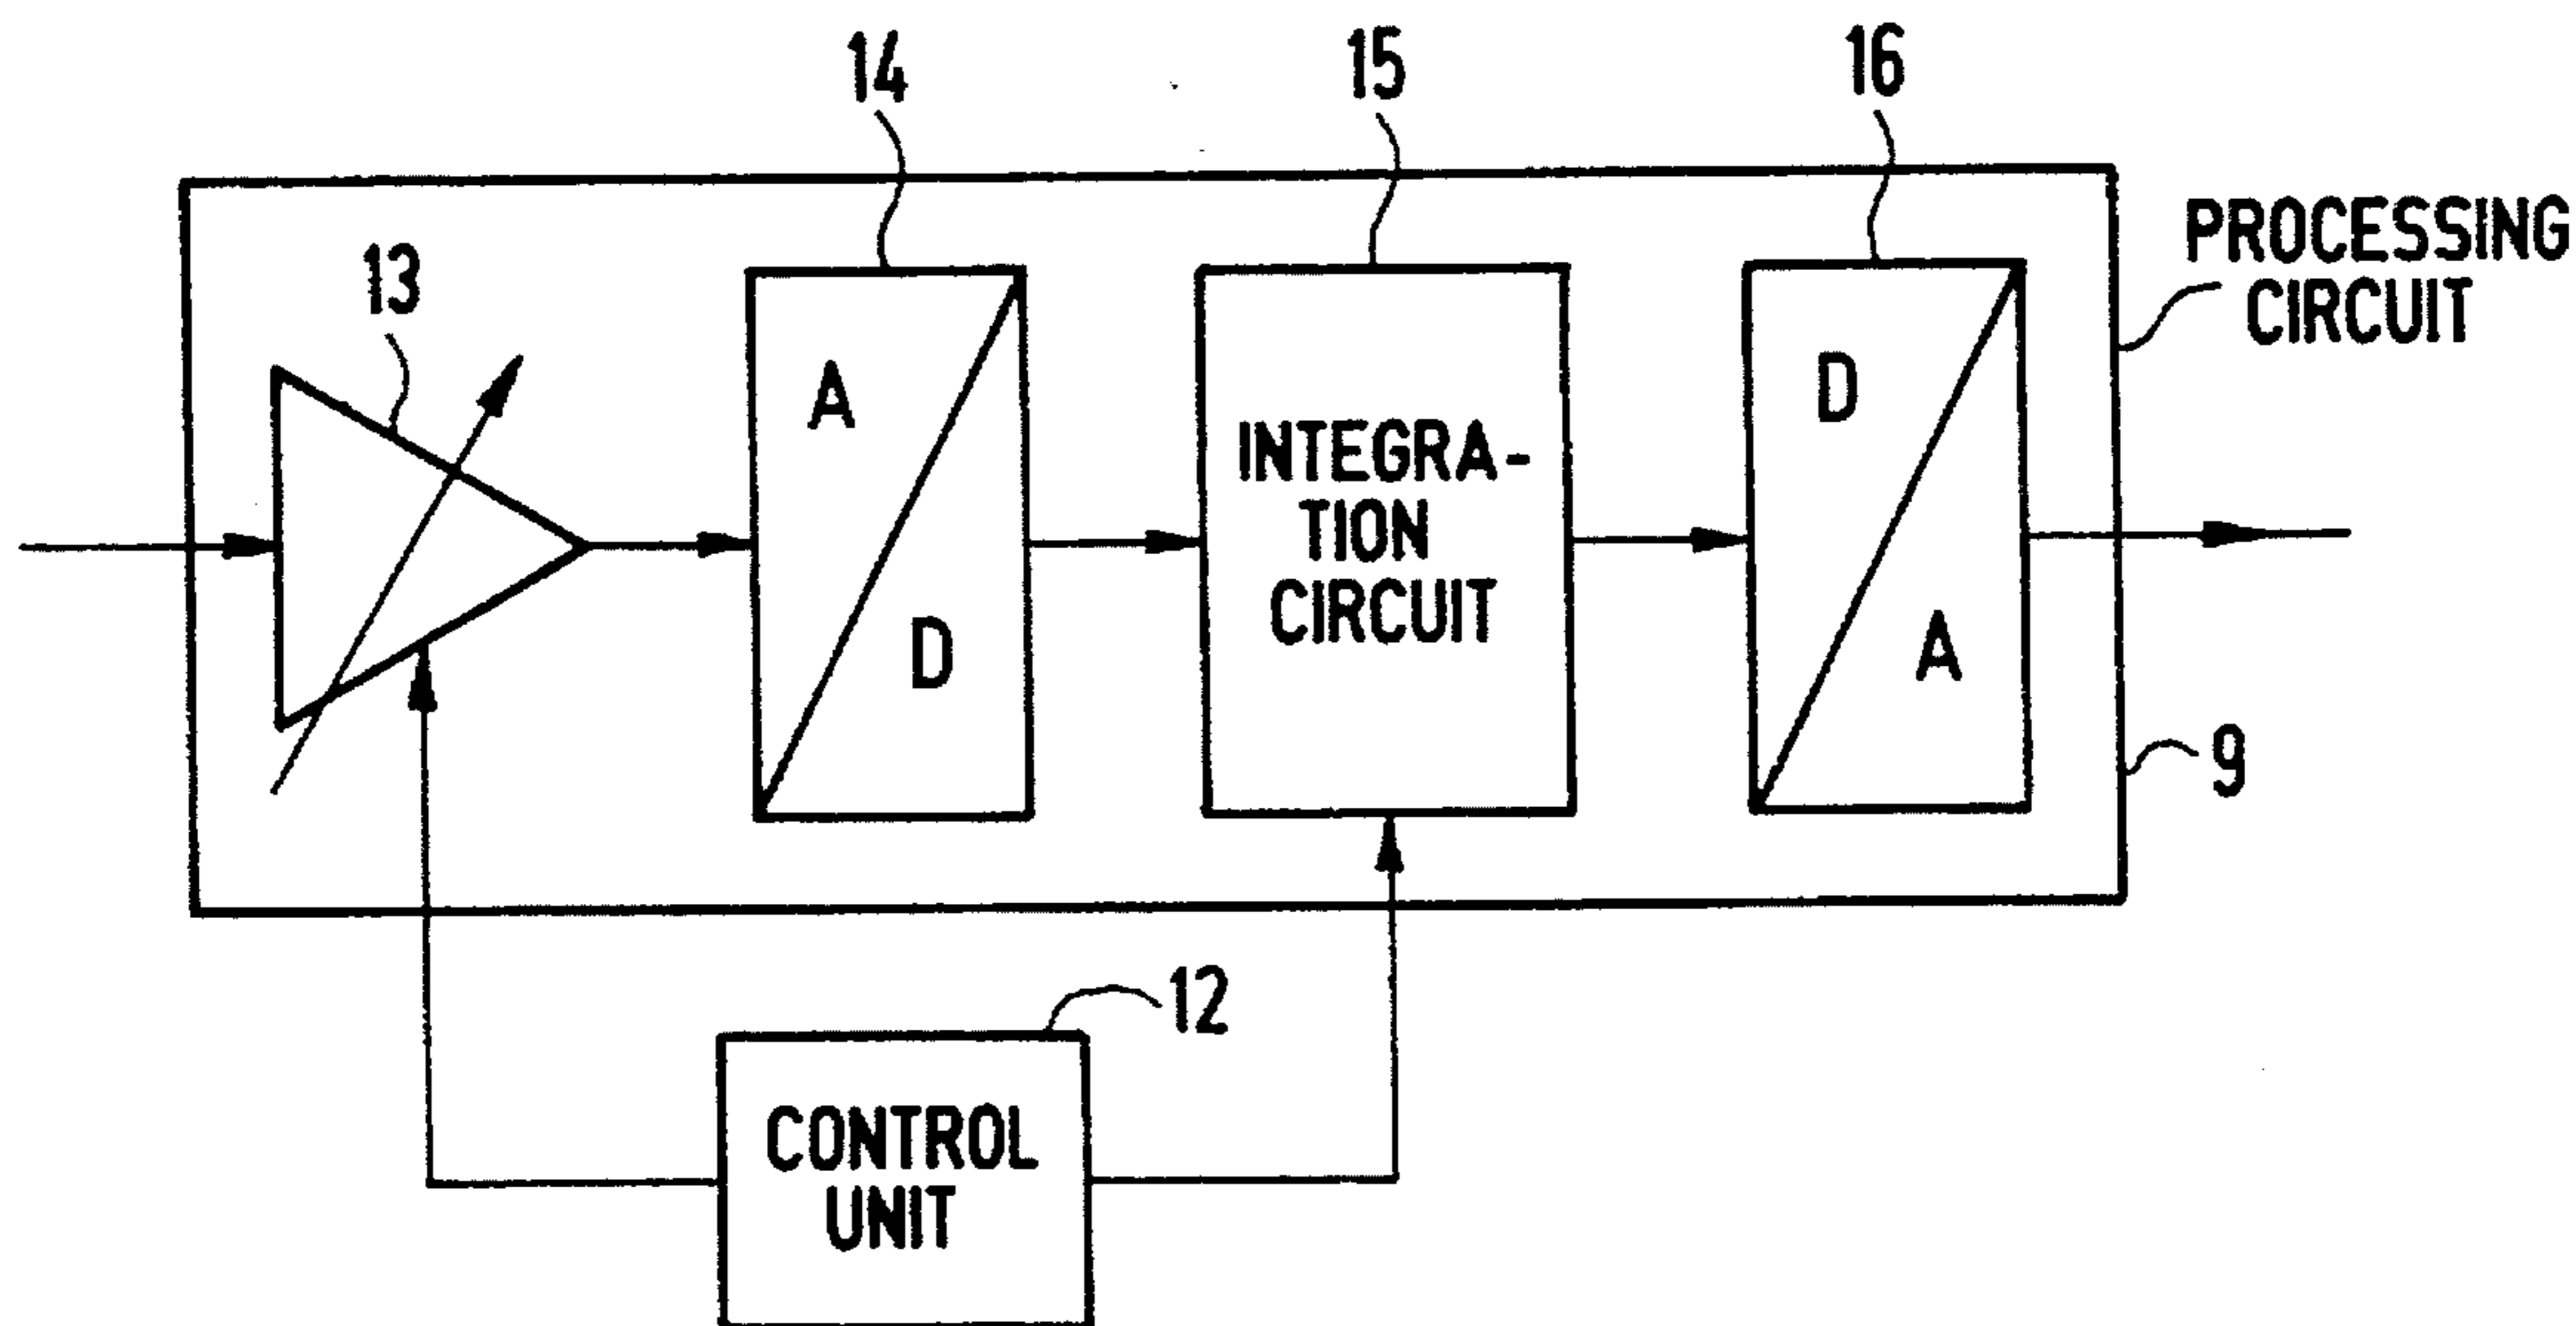 14
15
16
13
PROCESSING
CIRCUIT
A
D
INTEGRA-
TION
CIRCUIT
D
A
9
12
CONTROL
UNIT